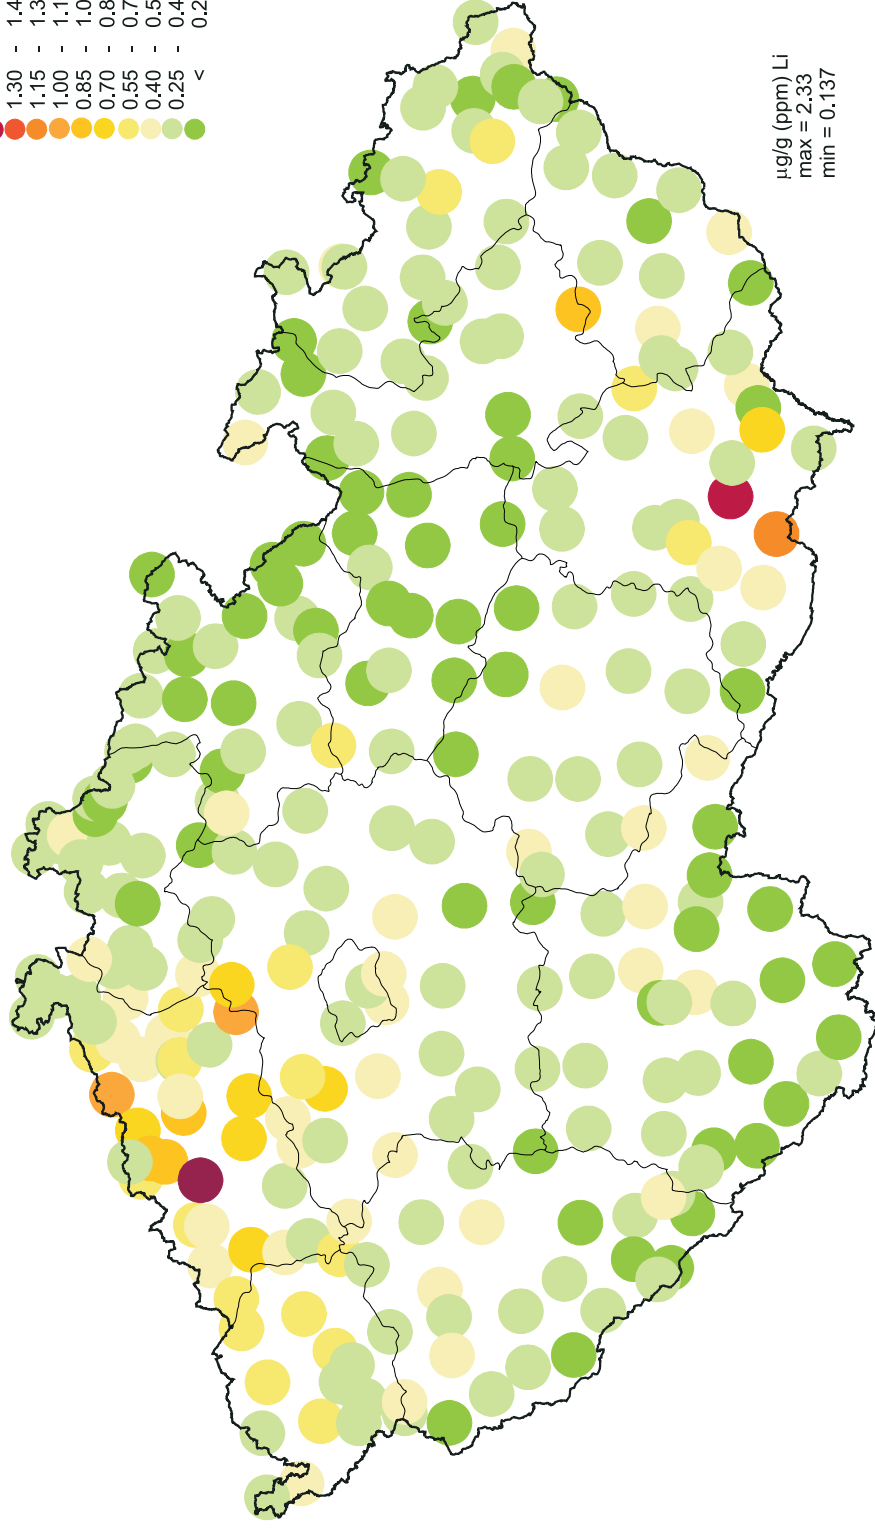 1.30 - 1.4
1.15 - 1.3
1.00 - 1.1
0.85 - 1.0
0.70 - 0.8
0.55 - 0.7
0.40 - 0.5
0.25 - 0.4
< 0.2
µg/g (ppm) Li
max = 2.33
min = 0.137